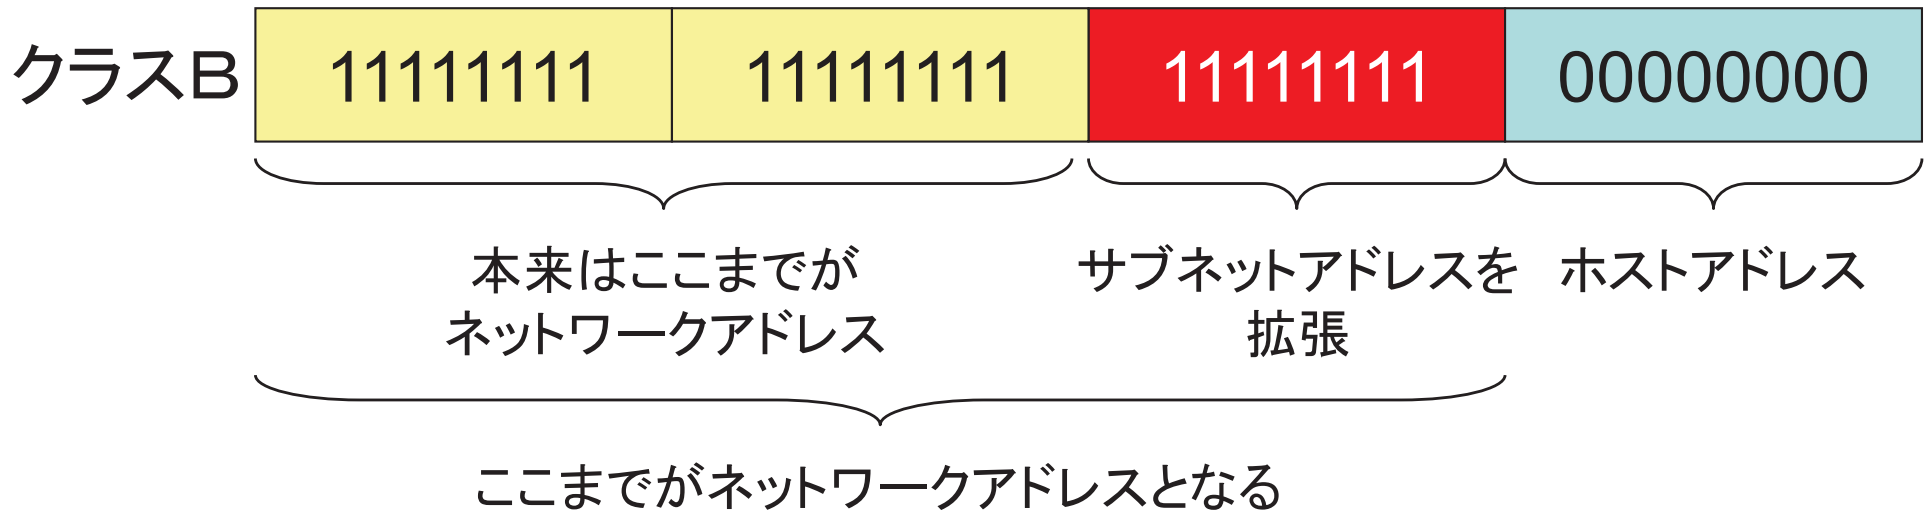 クラスB 11111111 11111111 11111111 00000000
本来はここまでが
ネットワークアドレス
サブネットアドレスを
拡張
ホストアドレス
ここまでがネットワークアドレスとなる